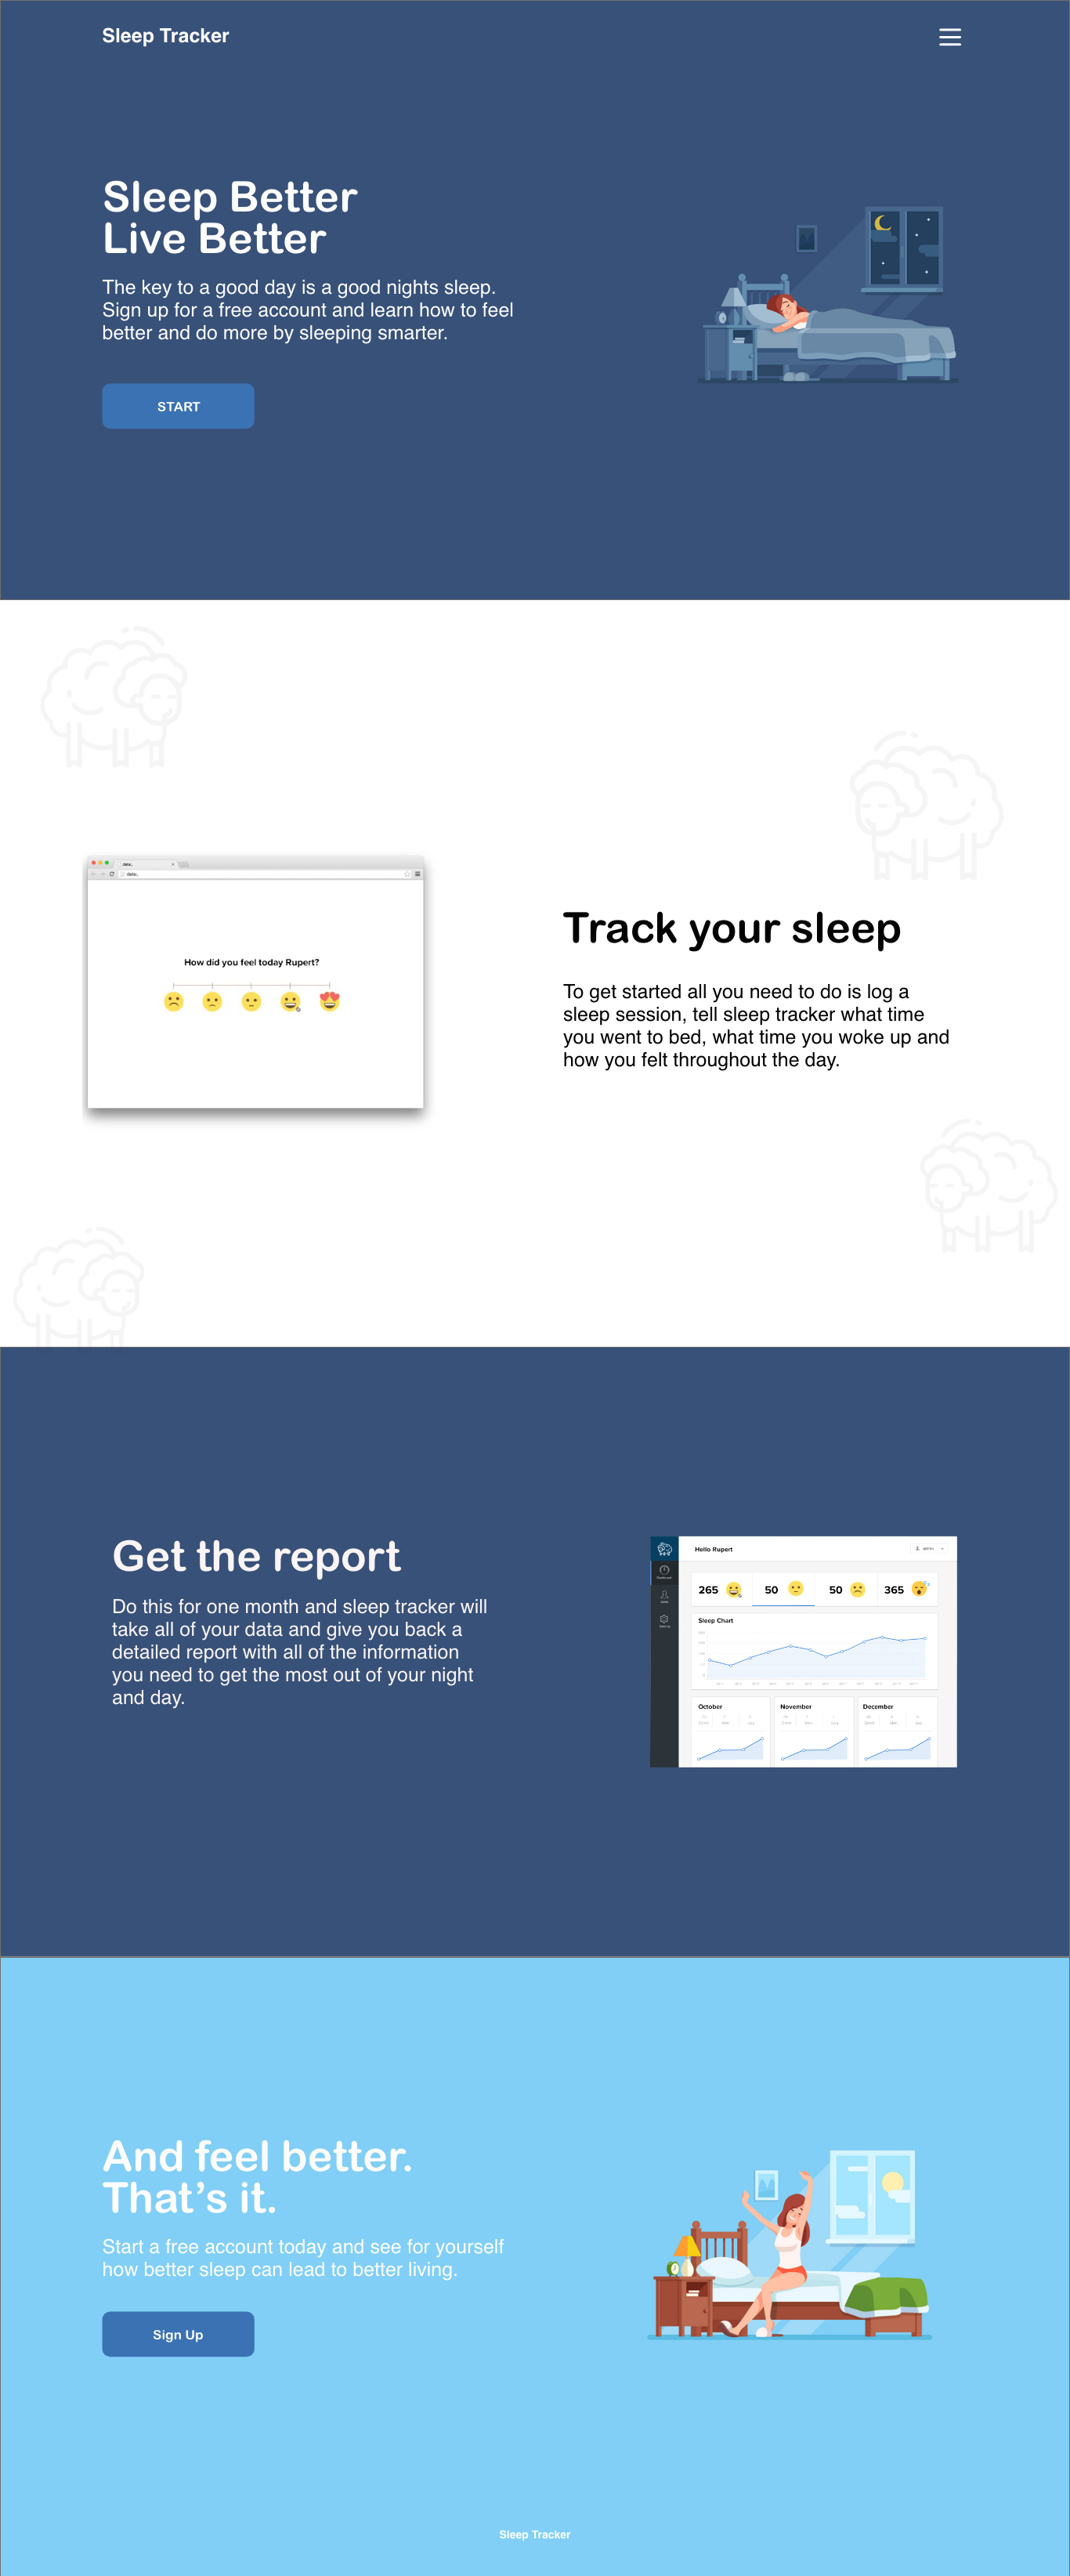 Sleep Tracker
Sleep Better
Live Better
The key to a good day is a good nights sleep.
Sign up for a free account and learn how to feel
better and do more by sleeping smarter.
START
data:,
data:,
How did you feel today Rupert?
Track your sleep
To get started all you need to do is log a
sleep session, tell sleep tracker what time
you went to bed, what time you woke up and
how you felt throughout the day.
Get the report
Do this for one month and sleep tracker will
take all of your data and give you back a
detailed report with all of the information
you need to get the most out of your night
and day.
Hello Rupert
265 50 50 365
Sleep Chart
October November December
And feel better.
That's it.
Start a free account today and see for yourself
how better sleep can lead to better living.
Sign Up
Sleep Tracker